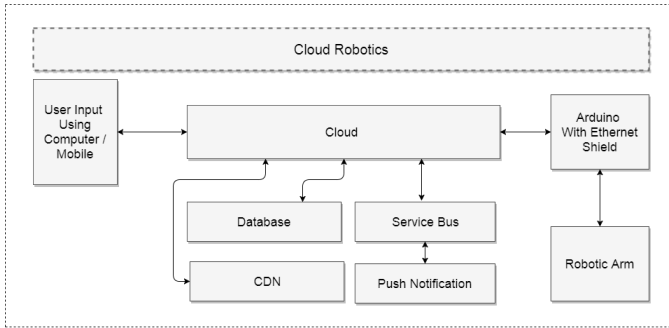 Cloud Robotics
User Input
Using
Computer /
Mobile
Cloud
Arduino
With Ethernet
Shield
Database
Service Bus
CDN
Push Notification
Robotic Arm